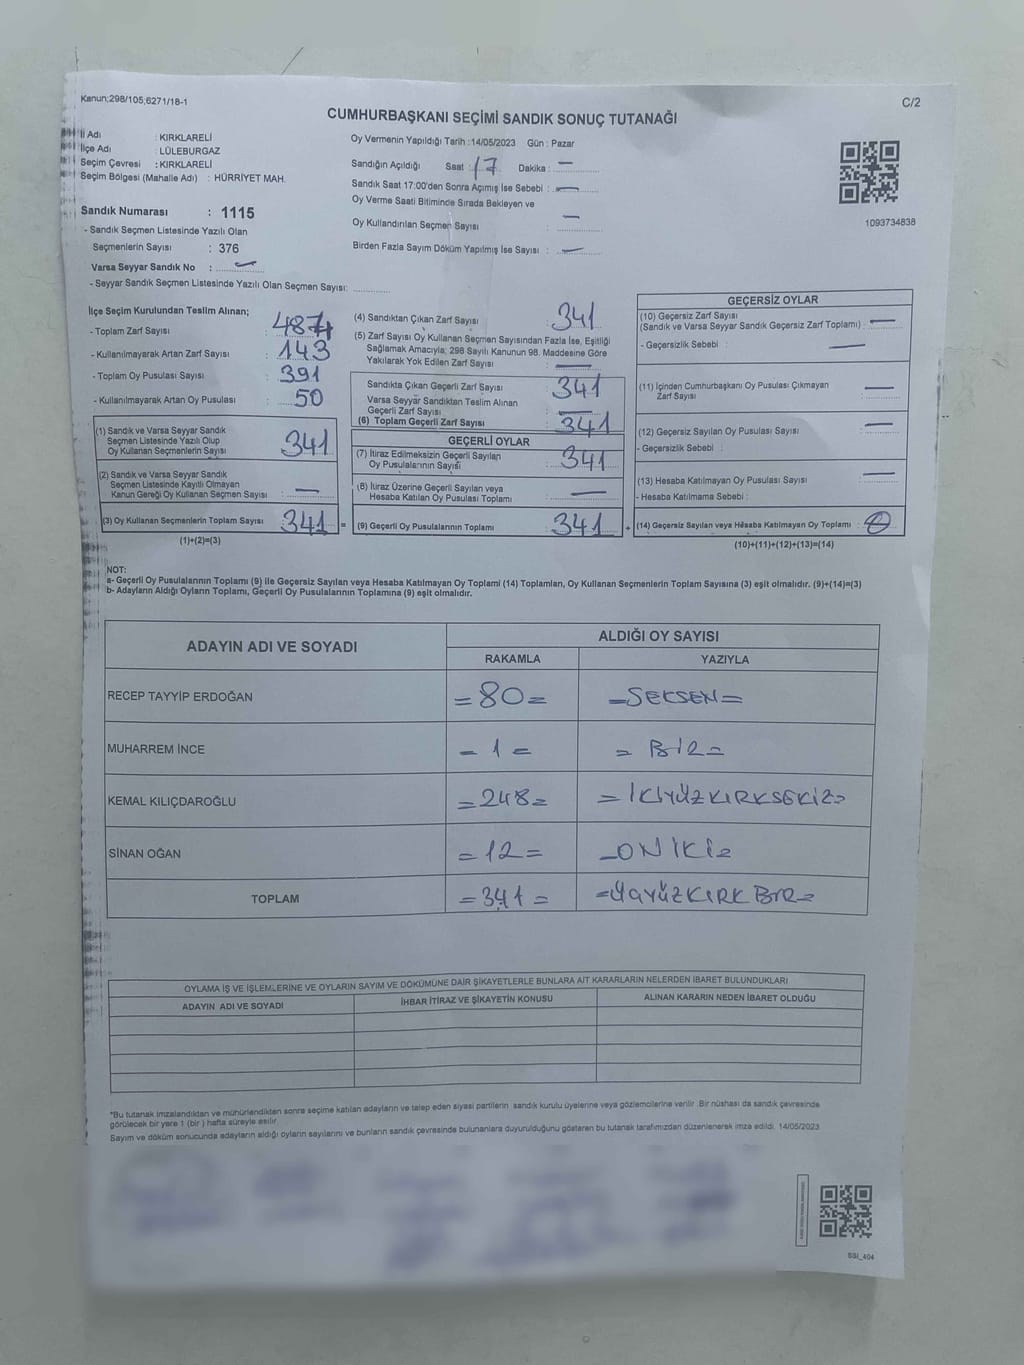 Kanun;298/105;6271/18-1
C/2
CUMHURBAŞKANI SEÇİMİ SANDIK SONUÇ TUTANAĞI
İl Adı : KIRKLARELİ
İlçe Adı : LÜLEBURGAZ
Seçim Çevresi : KIRKLARELİ
Seçim Bölgesi (Mahalle Adı) : HÜRRİYET MAH.
Sandık Numarası : 1115
- Sandık Seçmen Listesinde Yazılı Olan
Seçmenlerin Sayısı : 376
Varsa Seyyar Sandık No : —
- Seyyar Sandık Seçmen Listesinde Yazılı Olan Seçmen Sayısı:
Oy Vermenin Yapıldığı Tarih :14/05/2023 Gün : Pazar
Sandığın Açıldığı Saat : 17 Dakika : —
Sandık Saat 17:00'den Sonra Açımış İse Sebebi : —
Oy Verme Saati Bitiminde Sırada Bekleyen ve
Oy Kullandırılan Seçmen Sayısı : —
Birden Fazla Sayım Döküm Yapılmış İse Sayısı : —
1093734838
İlçe Seçim Kurulundan Teslim Alınan;
- Toplam Zarf Sayısı :
- Kullanılmayarak Artan Zarf Sayısı : 143
- Toplam Oy Pusulası Sayısı : 391
- Kullanılmayarak Artan Oy Pusulası : 50
(1) Sandık ve Varsa Seyyar Sandık
Seçmen Listesinde Yazılı Olup
Oy Kullanan Seçmenlerin Sayısı 341
(2) Sandık ve Varsa Seyyar Sandık
Seçmen Listesinde Kayıtlı Olmayan
Kanun Gereği Oy Kullanan Seçmen Sayısı : —
(3) Oy Kullanan Seçmenlerin Toplam Sayısı : 341 =
(1)+(2)=(3)
(4) Sandıktan Çıkan Zarf Sayısı : 341
(5) Zarf Sayısı Oy Kullanan Seçmen Sayısından Fazla İse, Eşitliği
Sağlamak Amacıyla; 298 Sayılı Kanunun 98. Maddesine Göre
Yakılarak Yok Edilen Zarf Sayısı : —
Sandıkta Çıkan Geçerli Zarf Sayısı : 341
Varsa Seyyar Sandıktan Teslim Alınan
Geçerli Zarf Sayısı : —
(6) Toplam Geçerli Zarf Sayısı : 341
GEÇERLİ OYLAR
(7) İtiraz Edilmeksizin Geçerli Sayılan
Oy Pusulalarının Sayısı : 341
(8) İtiraz Üzerine Geçerli Sayılan veya
Hesaba Katılan Oy Pusulası Toplamı : —
(9) Geçerli Oy Pusulalarının Toplamı : 341 +
GEÇERSİZ OYLAR
(10) Geçersiz Zarf Sayısı
(Sandık ve Varsa Seyyar Sandık Geçersiz Zarf Toplamı) : —
- Geçersizlik Sebebi : —
(11) İçinden Cumhurbaşkanı Oy Pusulası Çıkmayan
Zarf Sayısı : —
(12) Geçersiz Sayılan Oy Pusulası Sayısı : —
- Geçersizlik Sebebi :
(13) Hesaba Katılmayan Oy Pusulası Sayısı : —
- Hesaba Katılmama Sebebi :
(14) Geçersiz Sayılan veya Hesaba Katılmayan Oy Toplamı : 0
(10)+(11)+(12)+(13)=(14)
NOT:
a- Geçerli Oy Pusulalarının Toplamı (9) ile Geçersiz Sayılan veya Hesaba Katılmayan Oy Toplamı (14) Toplamları, Oy Kullanan Seçmenlerin Toplam Sayısına (3) eşit olmalıdır. (9)+(14)=(3)
b- Adayların Aldığı Oyların Toplamı, Geçerli Oy Pusulalarının Toplamına (9) eşit olmalıdır.
ADAYIN ADI VE SOYADI
ALDIĞI OY SAYISI
RAKAMLA YAZIYLA
RECEP TAYYİP ERDOĞAN =80= =SEKSEN=
MUHARREM İNCE =1= =BİR=
KEMAL KILIÇDAROĞLU =248= =İKİYÜZKIRKSEKİZ=
SİNAN OĞAN =12= =ONİKİ=
TOPLAM =341= =ÜÇYÜZKIRKBİR=
OYLAMA İŞ VE İŞLEMLERİNE VE OYLARIN SAYIM VE DÖKÜMÜNE DAİR ŞİKAYETLERLE BUNLARA AİT KARARLARIN NELERDEN İBARET BULUNDUKLARI
ADAYIN ADI VE SOYADI İHBAR İTİRAZ VE ŞİKAYETİN KONUSU ALINAN KARARIN NEDEN İBARET OLDUĞU
*Bu tutanak imzalandıktan ve mühürlendikten sonra seçime katılan adayların ve talep eden siyasi partilerin sandık kurulu üyelerine veya gözlemcilerine verilir. Bir nüshası da sandık çevresinde
görülecek bir yere 1 (bir) hafta süreyle asılır.
Sayım ve döküm sonucunda adayların aldığı oyların sayılarını ve bunların sandık çevresinde bulunanlara duyurulduğunu gösteren bu tutanak tarafımızdan düzenlenerek imza edildi. 14/05/2023
SSI_404